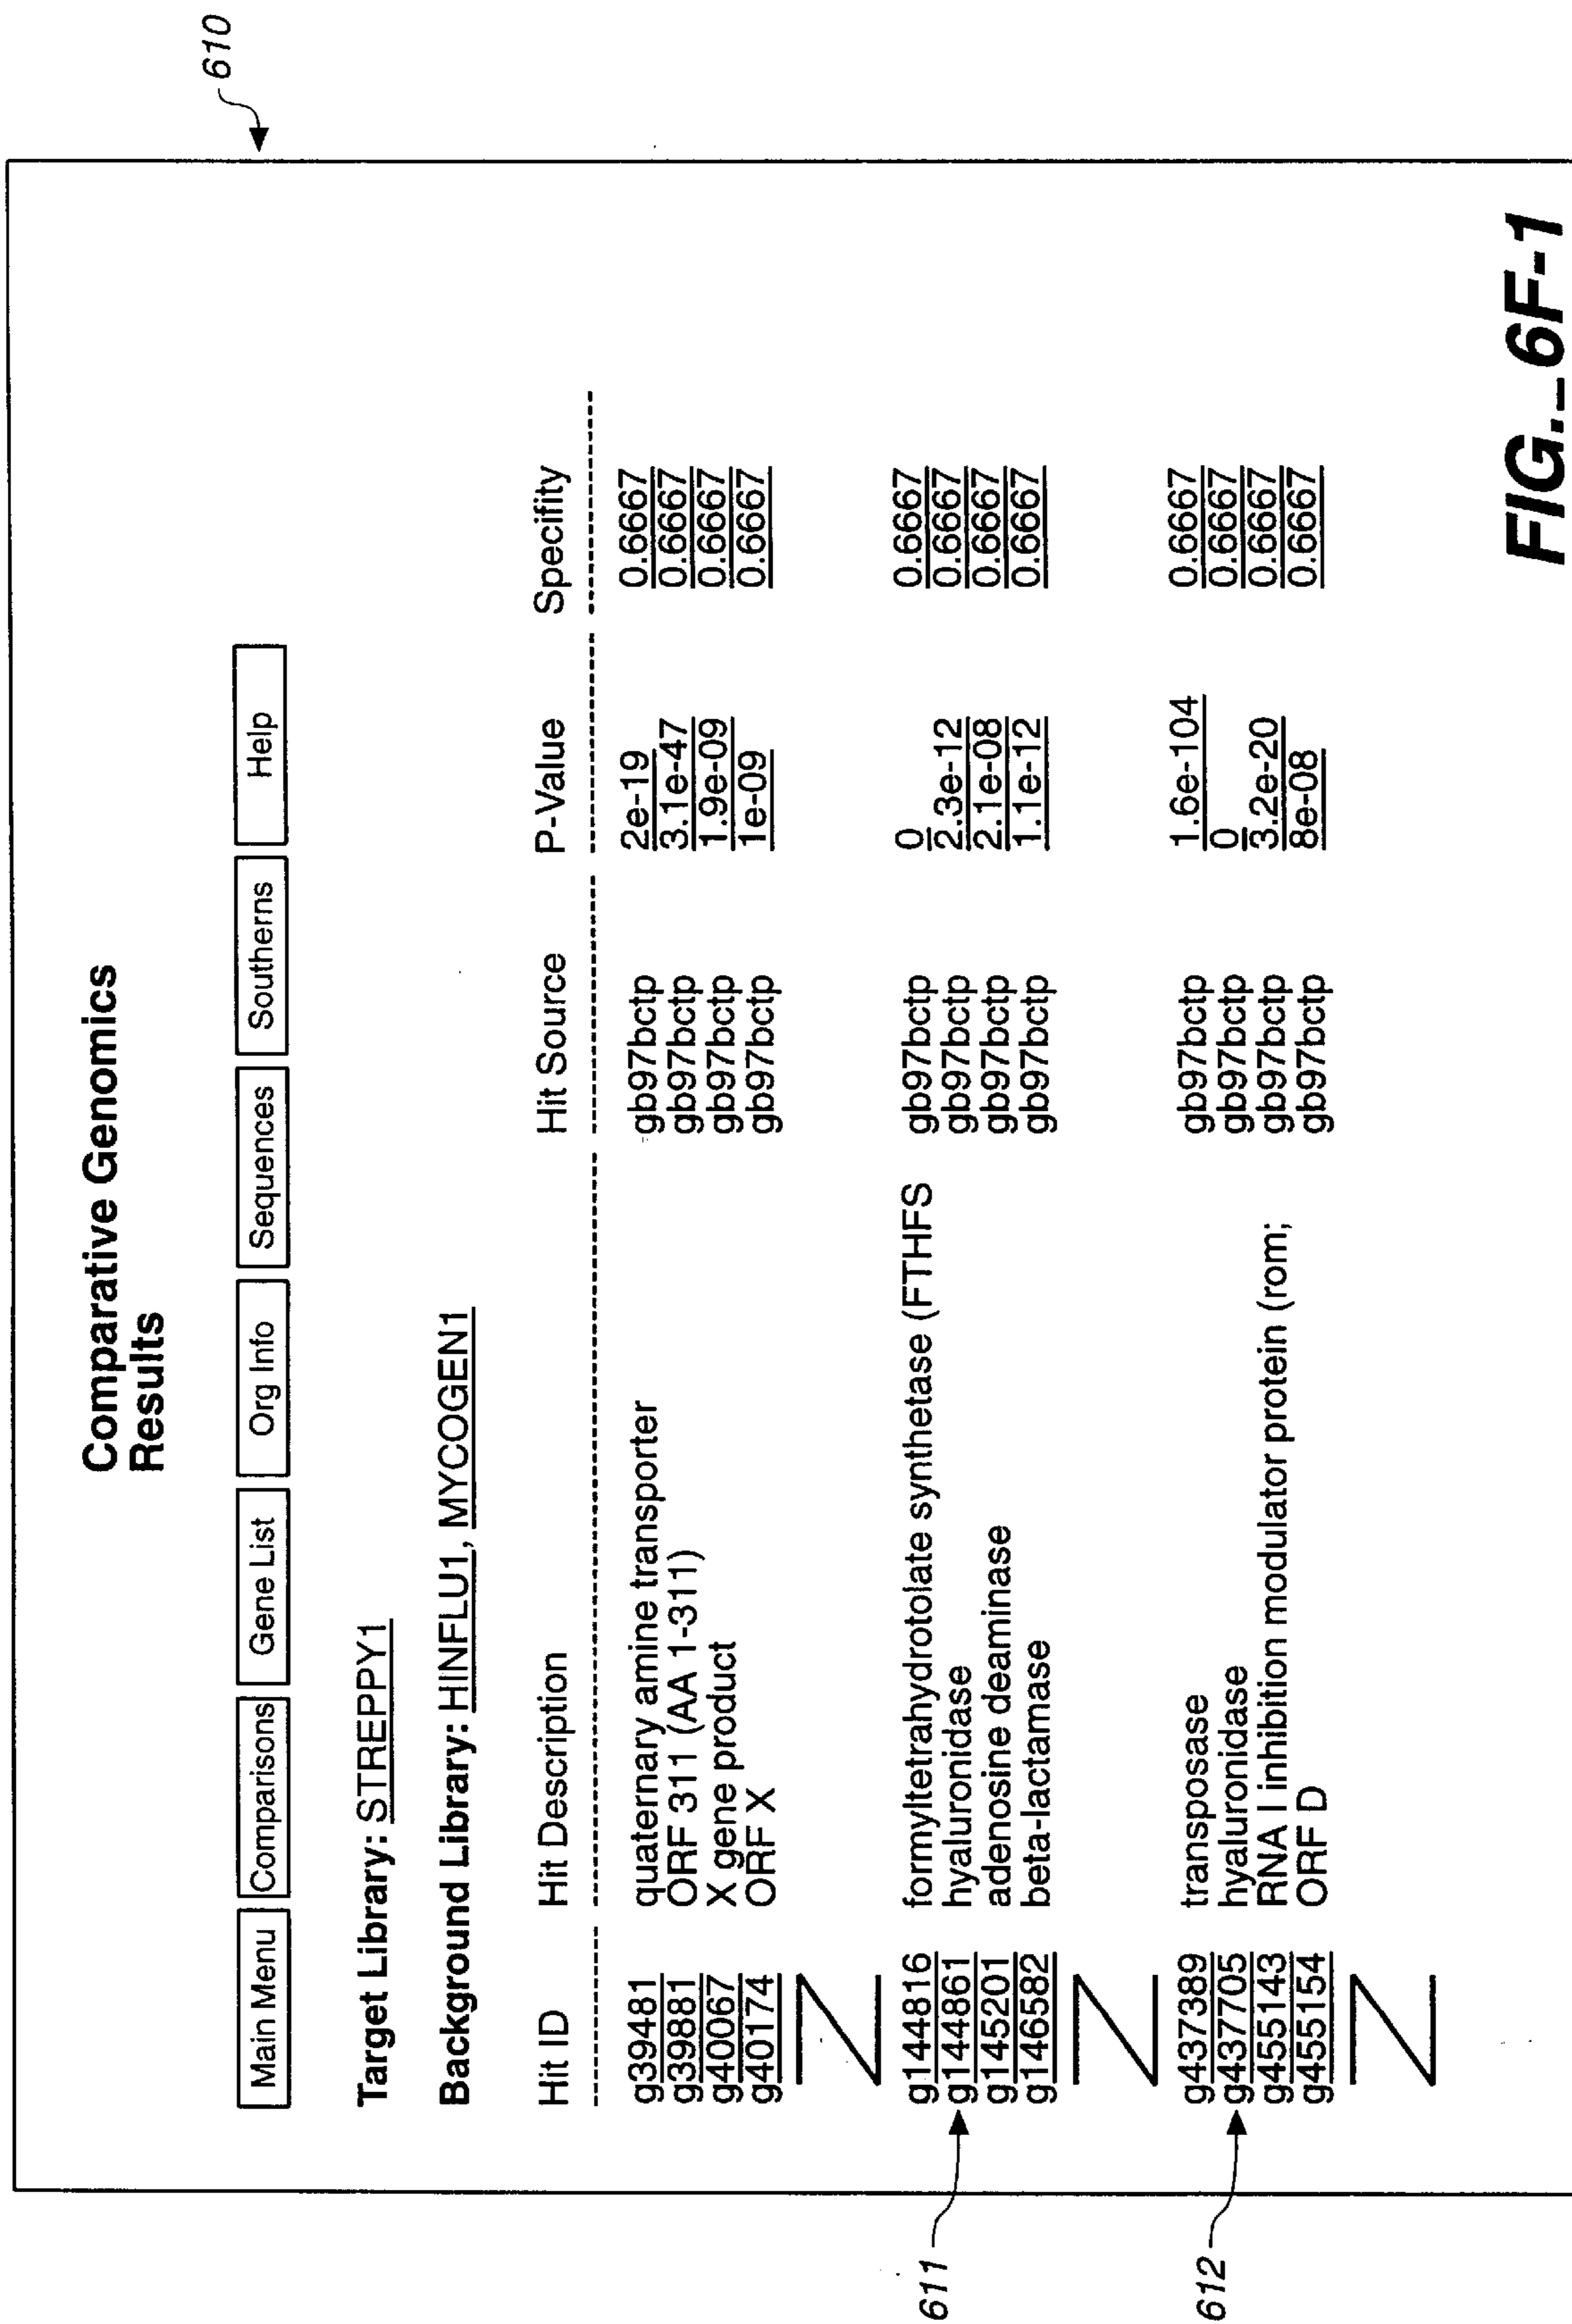 610
Comparative Genomics
Results
Main Menu Comparisons Gene List Org Info Sequences Southerns Help
Target Library: STREPPY1
Background Library: HINFLU1, MYCOGEN1
Hit ID Hit Description Hit Source P-Value Specifity
g39481 quaternary amine transporter gb97bctp 2e-19 0.6667
g39881 ORF 311 (AA 1-311) gb97bctp 3.1e-47 0.6667
g40067 X gene product gb97bctp 1.9e-09 0.6667
g40174 ORF X gb97bctp 1e-09 0.6667
g144816 formyltetrahydrotolate synthetase (FTHFS gb97bctp 0 0.6667
611 g144861 hyaluronidase gb97bctp 2.3e-12 0.6667
g145201 adenosine deaminase gb97bctp 2.1e-08 0.6667
g146582 beta-lactamase gb97bctp 1.1e-12 0.6667
g437389 transposase gb97bctp 1.6e-104 0.6667
612 g437705 hyaluronidase gb97bctp 0 0.6667
g455143 RNA I inhibition modulator protein (rom; gb97bctp 3.2e-20 0.6667
g455154 ORF D gb97bctp 8e-08 0.6667
FIG._6F-1